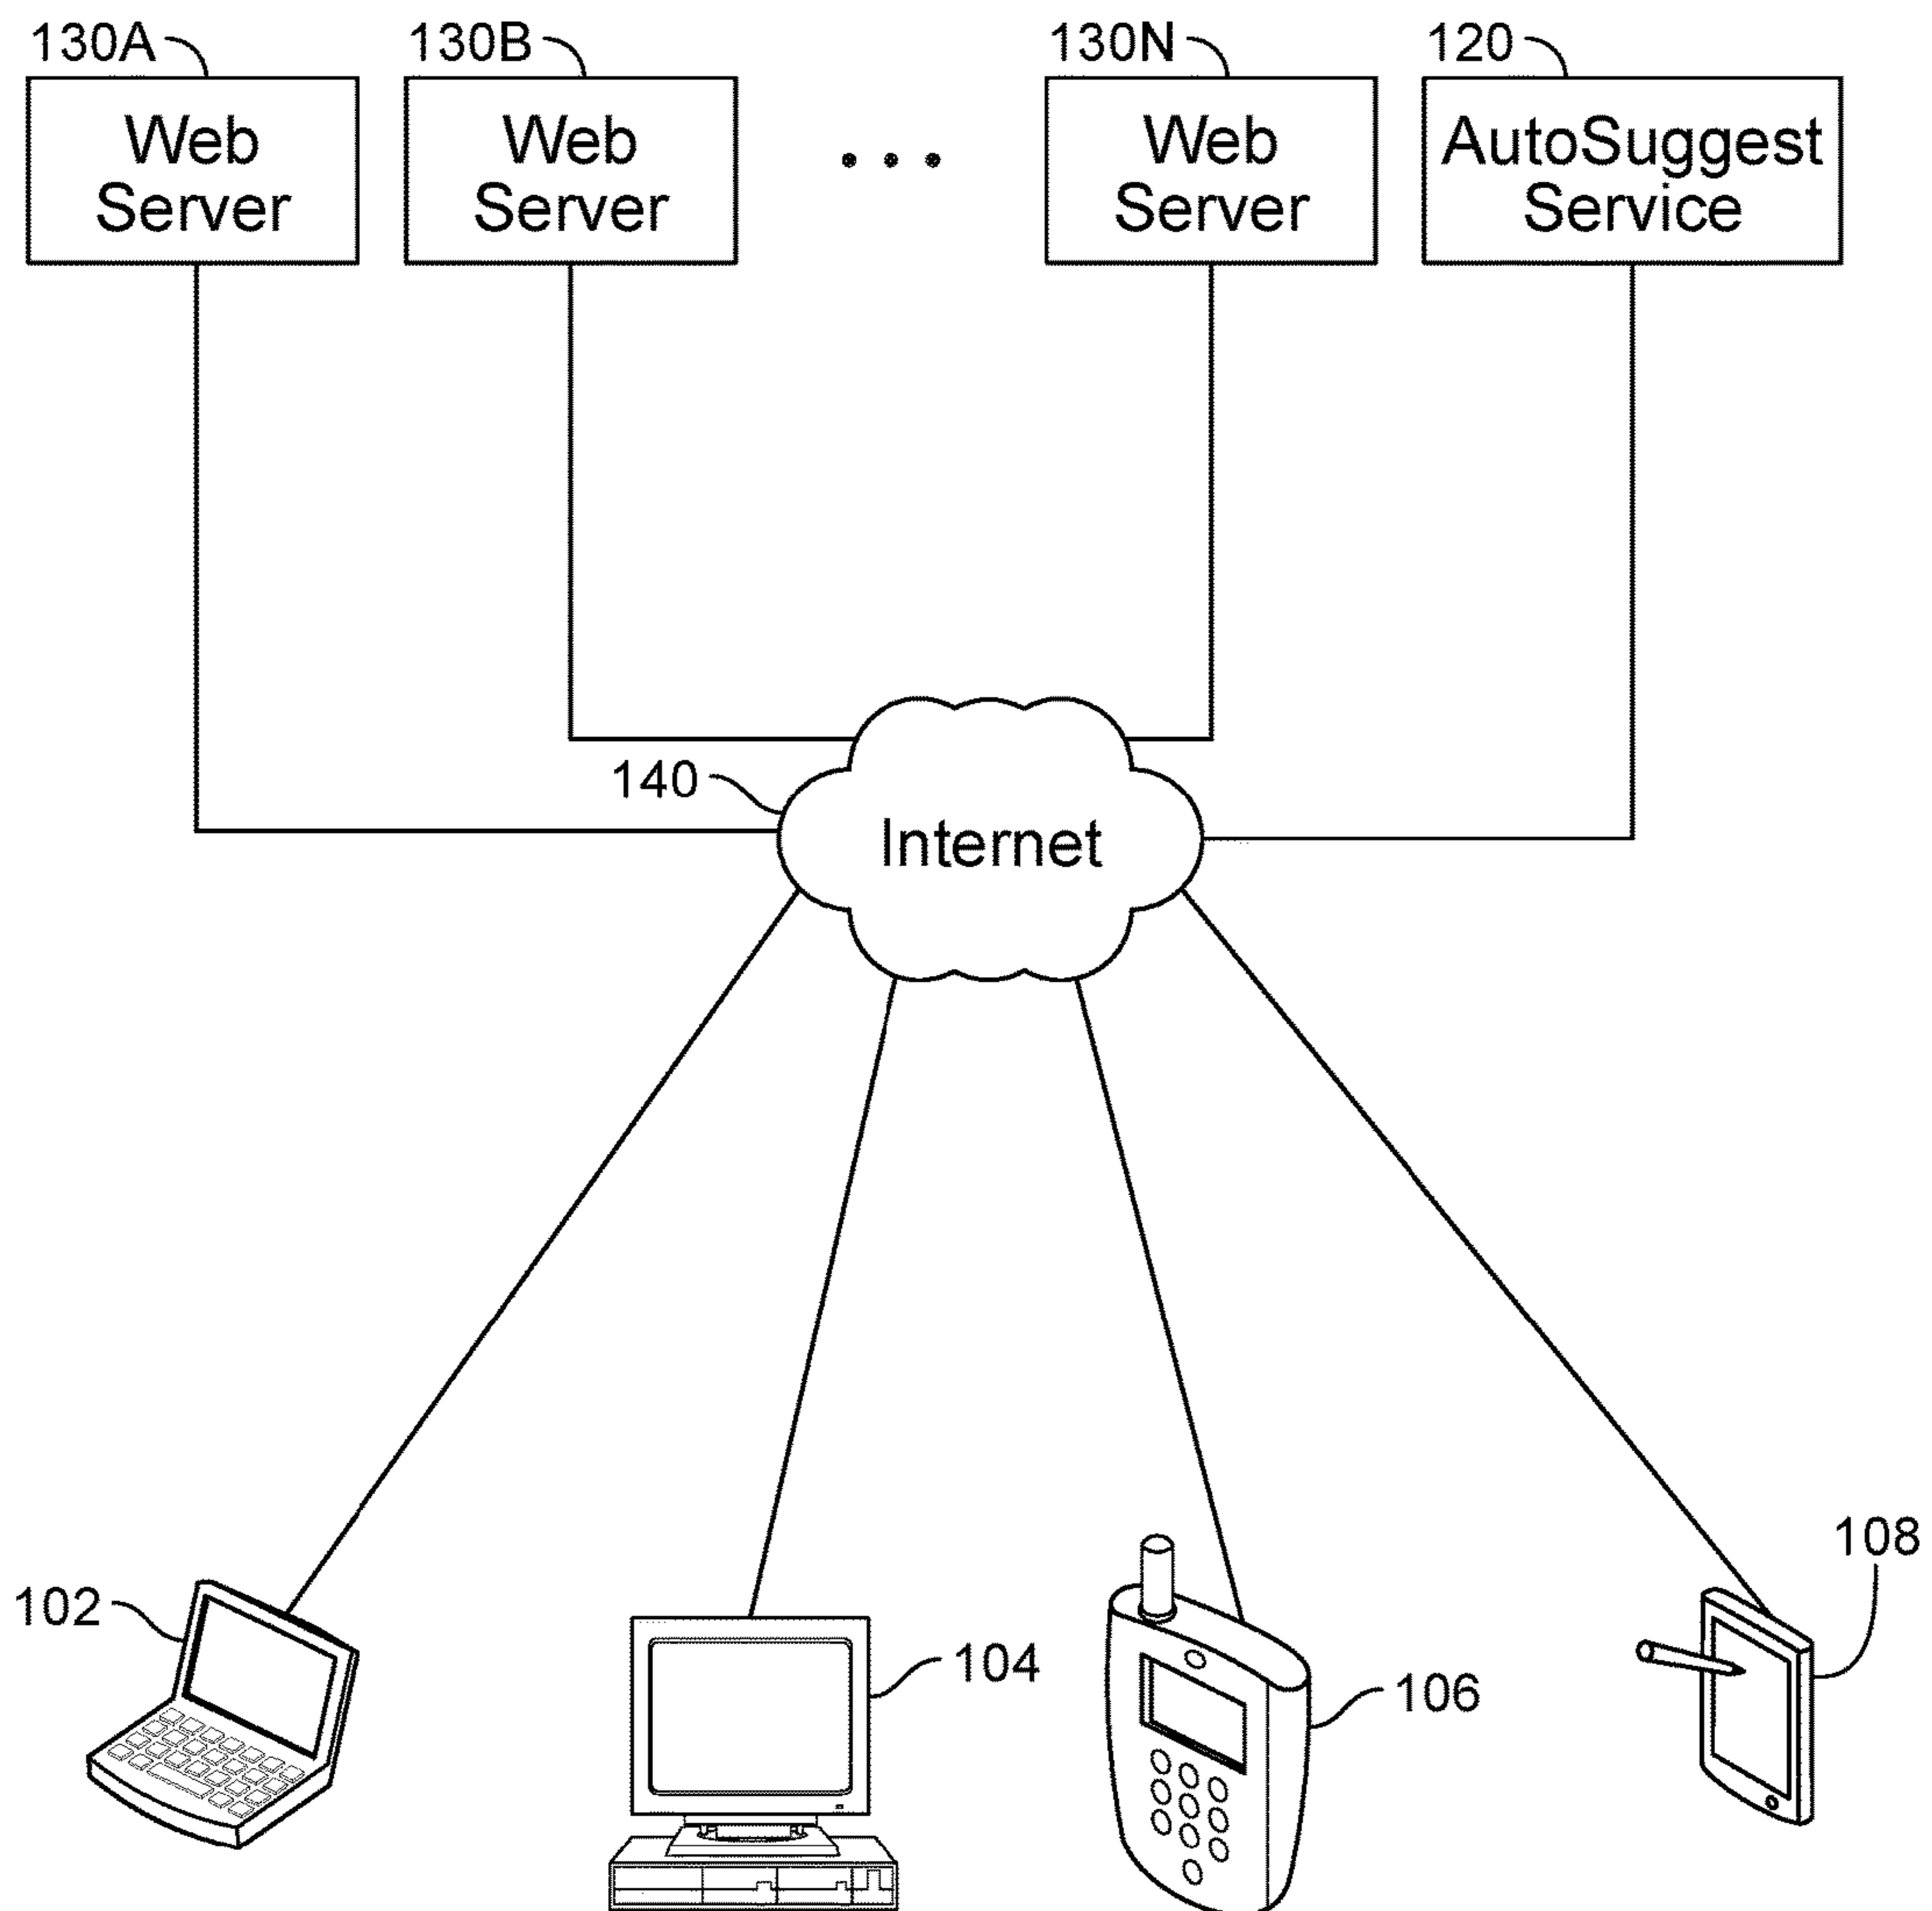 130A
130B
130N
120
Web
Server
Web
Server
...
Web
Server
AutoSuggest
Service
140
Internet
102
104
106
108